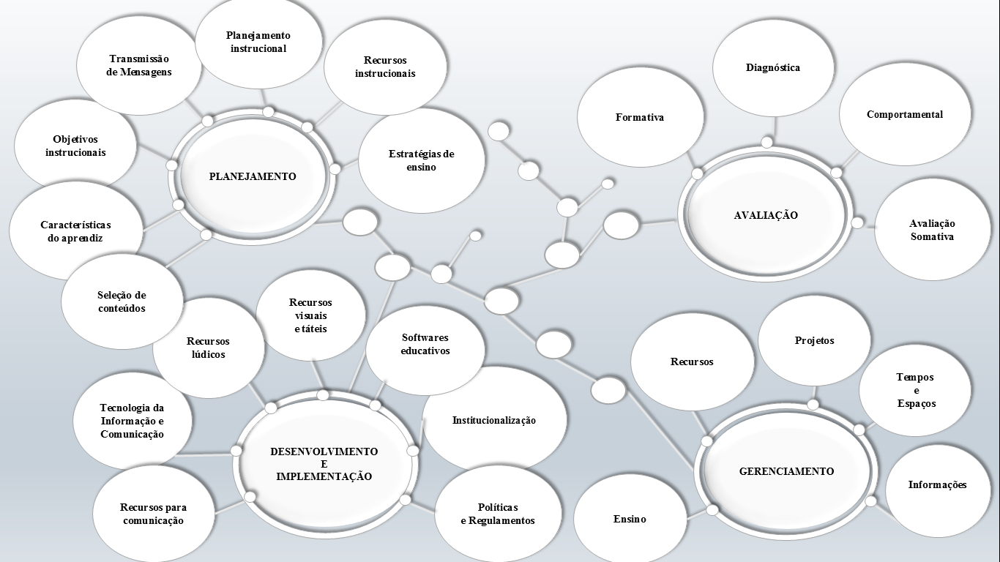 Planejamento
instrucional
Transmissão
de Mensagens
Recursos
instrucionais
Objetivos
instrucionais
Estratégias de
ensino
PLANEJAMENTO
Características
do aprendiz
Seleção de
conteúdos
Diagnóstica
Formativa
Comportamental
AVALIAÇÃO
Avaliação
Somativa
Recursos
visuais
e táteis
Recursos
lúdicos
Softwares
educativos
Tecnologia da
Informação e
Comunicação
Institucionalização
DESENVOLVIMENTO
E
IMPLEMENTAÇÃO
Recursos para
comunicação
Políticas
e Regulamentos
Projetos
Recursos
Tempos
e
Espaços
GERENCIAMENTO
Informações
Ensino